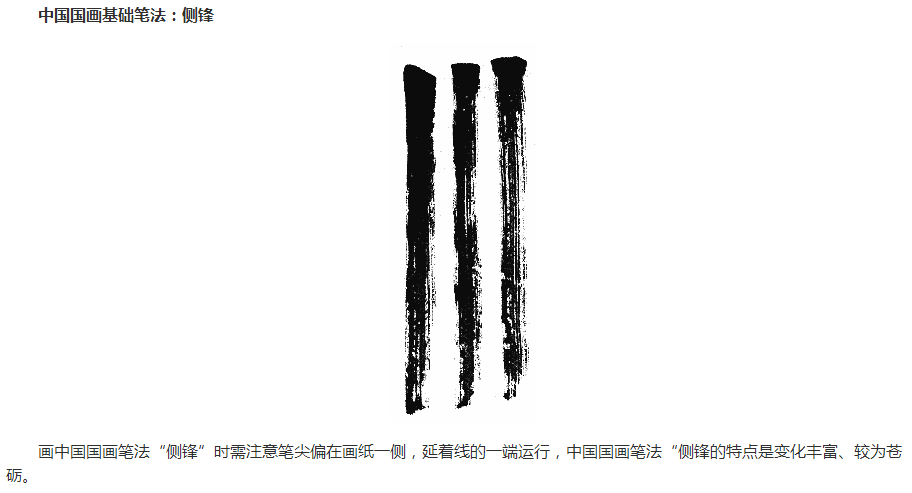 中国国画基础笔法：侧锋
画中国国画笔法“侧锋”时需注意笔尖偏在画纸一侧，延着线的一端运行，中国国画笔法“侧锋的特点是变化丰富、较为苍
砺。